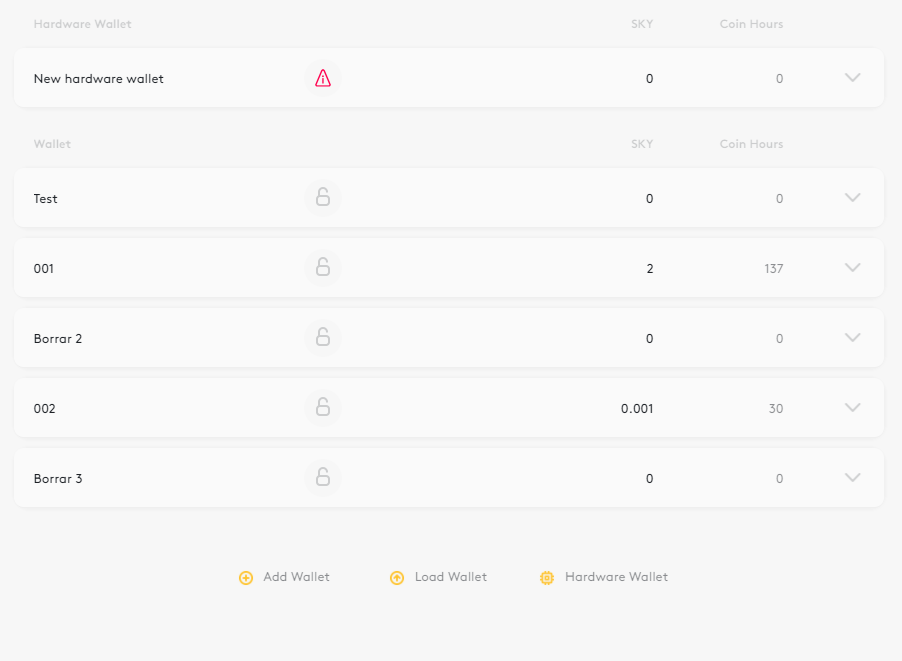 Hardware Wallet SKY Coin Hours
New hardware wallet 0 0
Wallet SKY Coin Hours
Test 0 0
001 2 137
Borrar 2 0 0
002 0.001 30
Borrar 3 0 0
Add Wallet Load Wallet Hardware Wallet